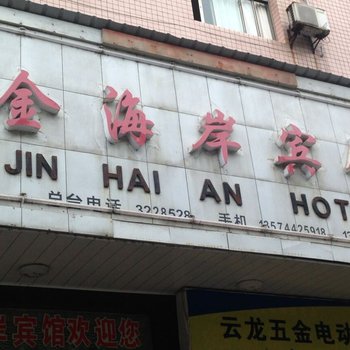 金海岸宾
JIN HAI AN HOT
总台电话 3228528 手机 13574425918
岸宾馆欢迎您
云龙五金电动